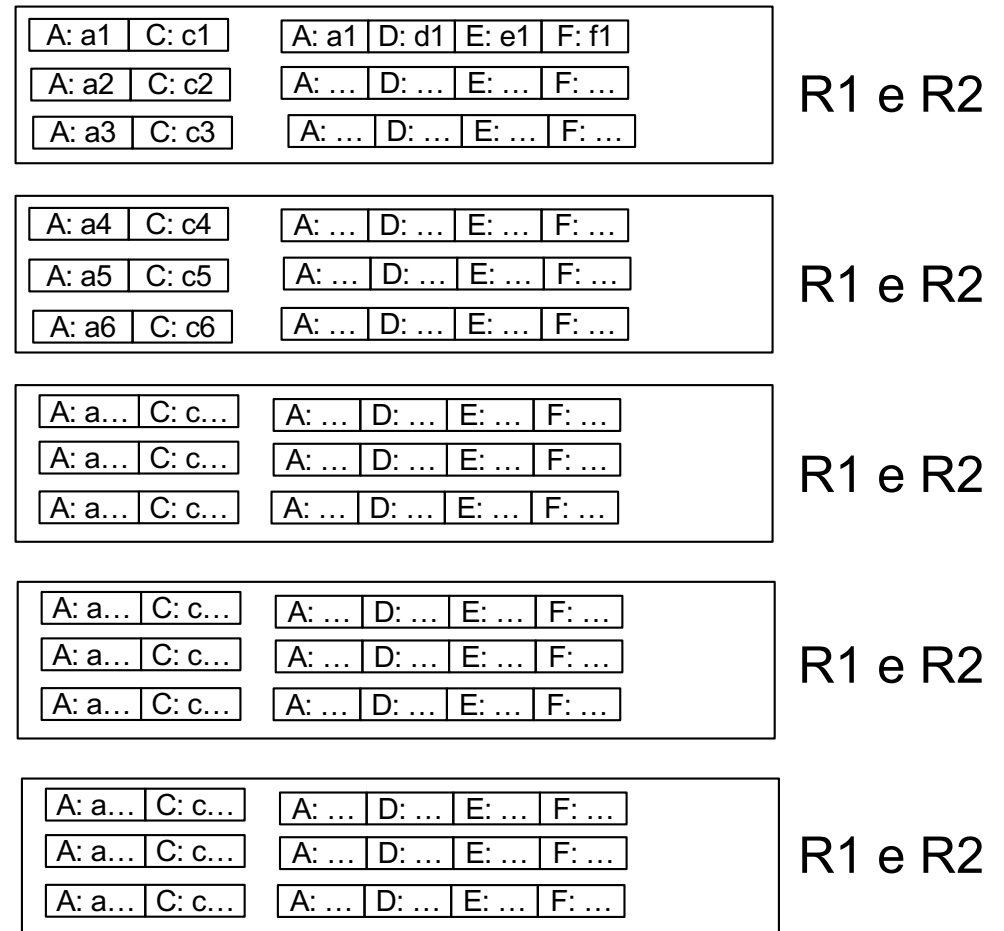 A: a1 C: c1 A: a1 D: d1 E: e1 F: f1
A: a2 C: c2 A: … D: … E: … F: …
R1 e R2
A: a3 C: c3 A: … D: … E: … F: …
A: a4 C: c4 A: … D: … E: … F: …
A: a5 C: c5 A: … D: … E: … F: …
R1 e R2
A: a6 C: c6 A: … D: … E: … F: …
A: a… C: c… A: … D: … E: … F: …
A: a… C: c… A: … D: … E: … F: …
R1 e R2
A: a… C: c… A: … D: … E: … F: …
A: a… C: c… A: … D: … E: … F: …
A: a… C: c… A: … D: … E: … F: …
R1 e R2
A: a… C: c… A: … D: … E: … F: …
A: a… C: c… A: … D: … E: … F: …
A: a… C: c… A: … D: … E: … F: …
R1 e R2
A: a… C: c… A: … D: … E: … F: …